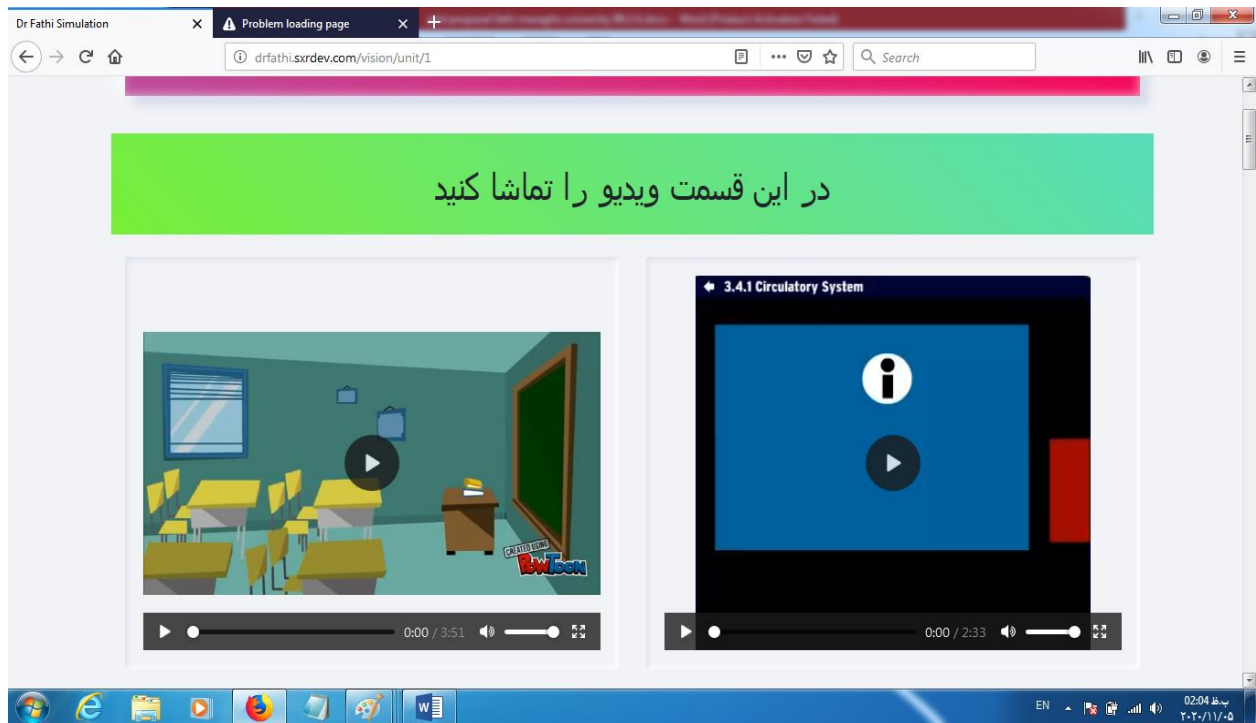 Dr Fathi Simulation
Problem loading page
drfathi.sxrdev.com/vision/unit/1
Search
در این قسمت ویدیو را تماشا کنید
3.4.1 Circulatory System
CREATED USING
POWTOON
0:00 / 3:51
0:00 / 2:33
EN
02:04 ب.ظ
۲۰۲۰/۱۱/۰۵